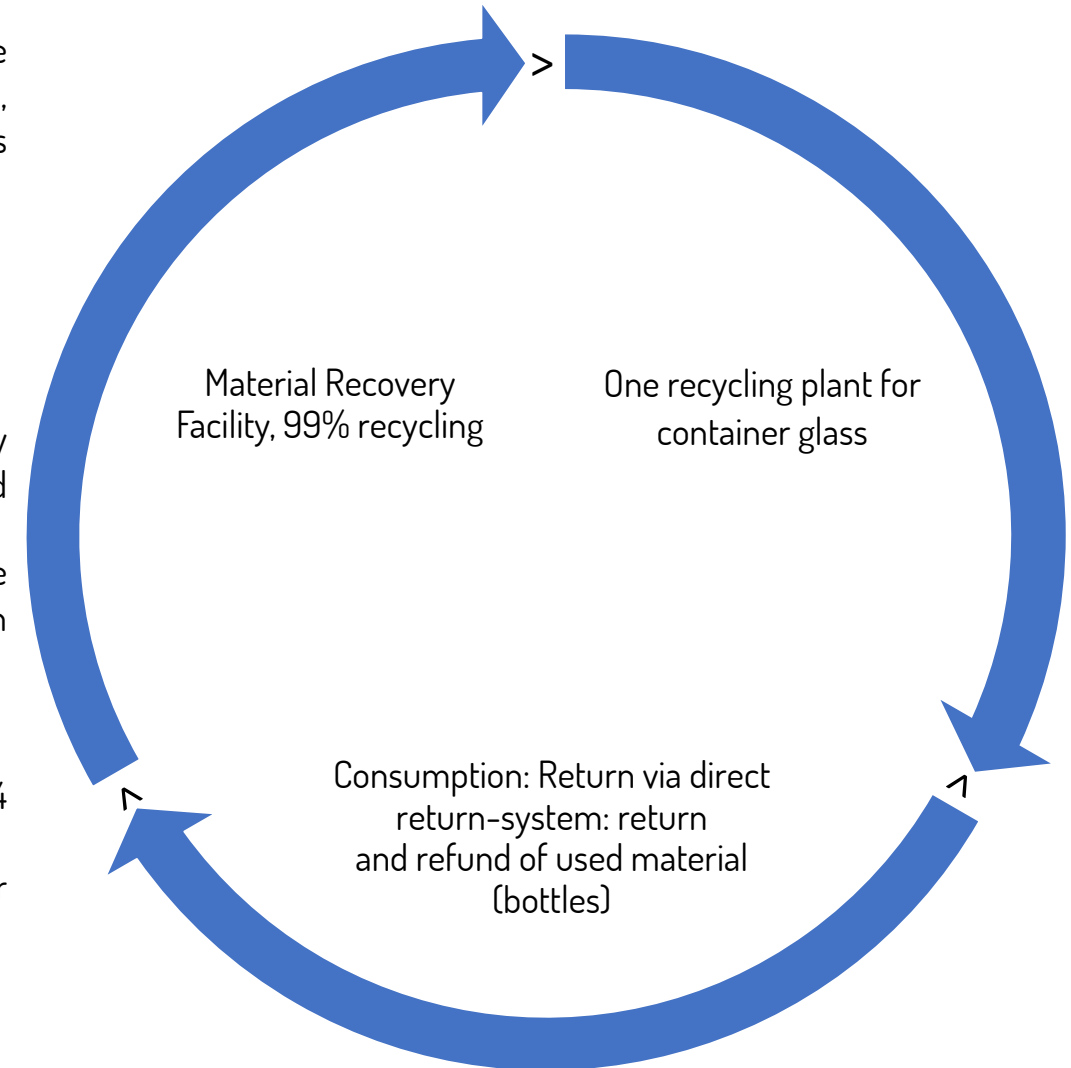 Material Recovery
Facility, 99% recycling
One recycling plant for
container glass
Consumption: Return via direct
return-system: return
and refund of used material
(bottles)
>
>
>